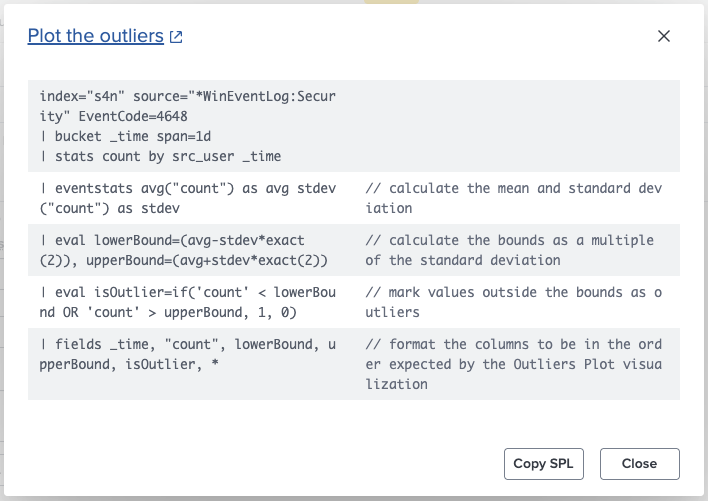 Plot the outliers
index="s4n" source="*WinEventLog:Secur
ity" EventCode=4648
| bucket _time span=1d
| stats count by src_user _time
| eventstats avg("count") as avg stdev
("count") as stdev
// calculate the mean and standard dev
iation
| eval lowerBound=(avg-stdev*exact
(2)), upperBound=(avg+stdev*exact(2))
// calculate the bounds as a multiple
of the standard deviation
| eval isOutlier=if('count' < lowerBou
nd OR 'count' > upperBound, 1, 0)
// mark values outside the bounds as o
utliers
| fields _time, "count", lowerBound, u
pperBound, isOutlier, *
// format the columns to be in the ord
er expected by the Outliers Plot visua
lization
Copy SPL
Close